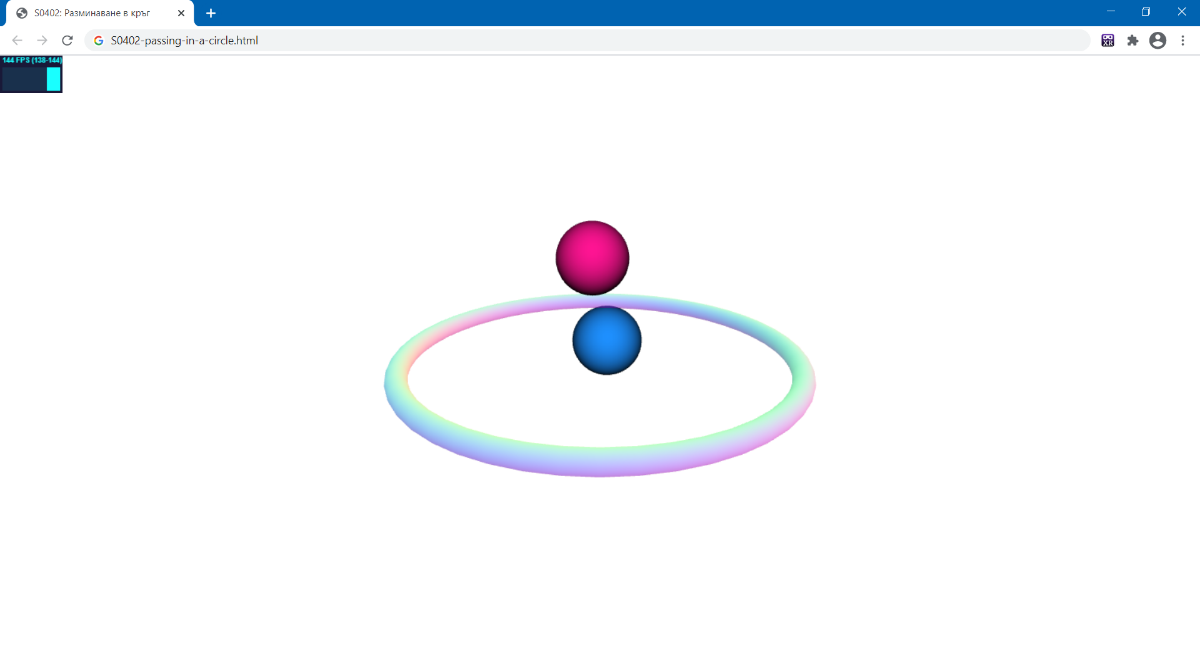 S0402: Разминаване в кръг
S0402-passing-in-a-circle.html
144 FPS (138-144)